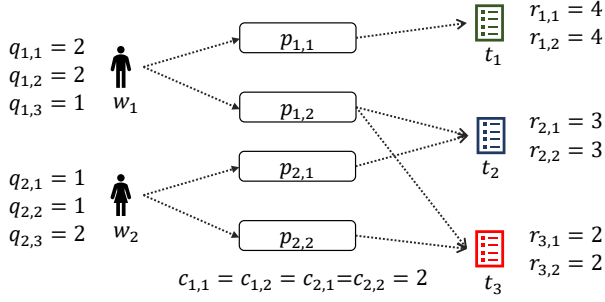 q1,1 = 2
q1,2 = 2
q1,3 = 1
w1
q2,1 = 1
q2,2 = 1
q2,3 = 2
w2
p1,1
p1,2
p2,1
p2,2
c1,1 = c1,2 = c2,1=c2,2 = 2
t1
r1,1 = 4
r1,2 = 4
t2
r2,1 = 3
r2,2 = 3
t3
r3,1 = 2
r3,2 = 2